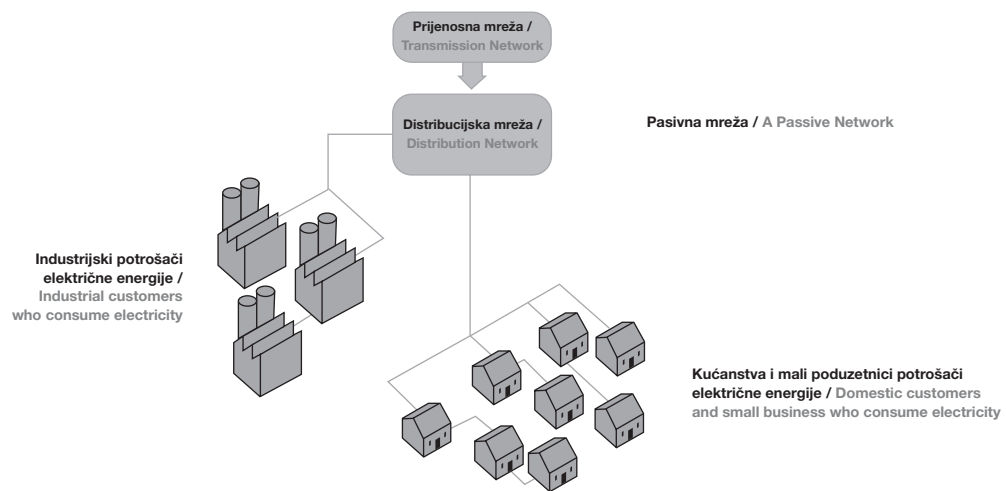 Prijenosna mreža /
Transmission Network
Distribucijska mreža /
Distribution Network
Pasivna mreža / A Passive Network
Industrijski potrošači
električne energije /
Industrial customers
who consume electricity
Kućanstva i mali poduzetnici potrošači
električne energije / Domestic customers
and small business who consume electricity